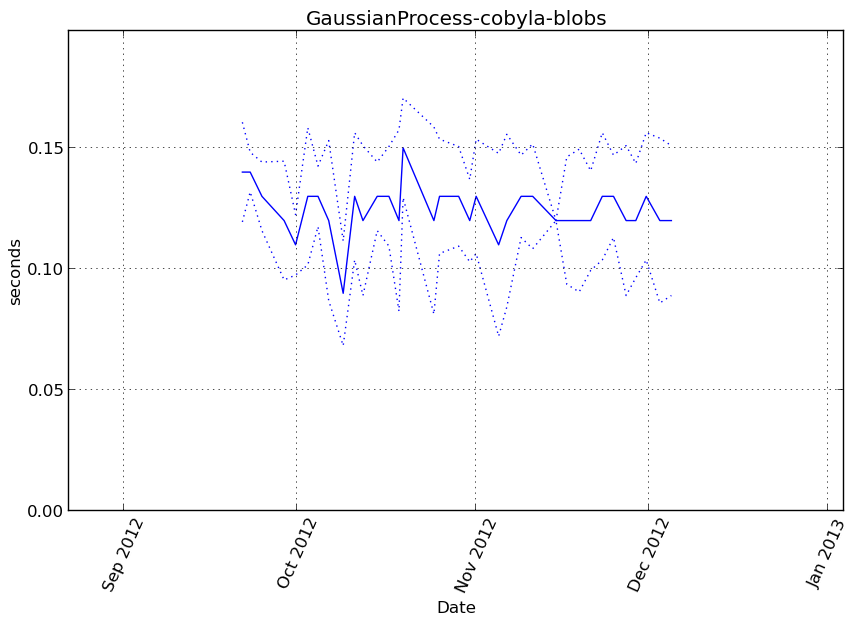 GaussianProcess-cobyla-blobs
seconds
0.15
0.10
0.05
0.00
Sep 2012
Oct 2012
Nov 2012
Dec 2012
Jan 2013
Date